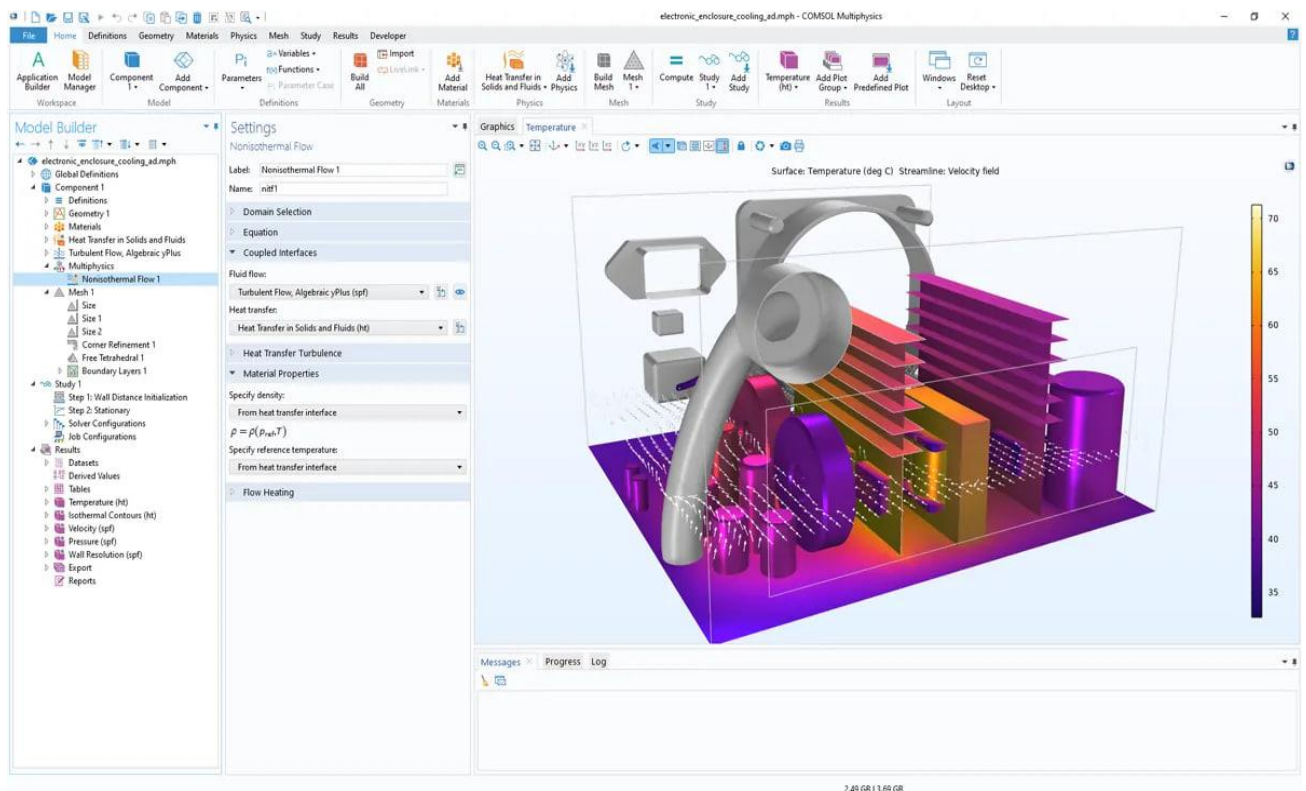 electronic_enclosure_cooling_ad.mph - COMSOL Multiphysics
File Home Definitions Geometry Materials Physics Mesh Study Results Developer
Application Builder
Model Manager
Workspace
Component 1
Add Component
Model
Pi
Parameters
a= Variables
f(x) Functions
Pi Parameter Case
Definitions
Build All
Import
LiveLink
Geometry
Add Material
Materials
Heat Transfer in Solids and Fluids
Add Physics
Physics
Build Mesh
Mesh 1
Mesh
Compute
Study 1
Add Study
Study
Temperature (ht)
Add Plot Group
Add Predefined Plot
Results
Windows
Reset Desktop
Layout
Model Builder
electronic_enclosure_cooling_ad.mph
Global Definitions
Component 1
Definitions
Geometry 1
Materials
Heat Transfer in Solids and Fluids
Turbulent Flow, Algebraic yPlus
Multiphysics
Nonisothermal Flow 1
Mesh 1
Size
Size 1
Size 2
Corner Refinement 1
Free Tetrahedral 1
Boundary Layers 1
Study 1
Step 1: Wall Distance Initialization
Step 2: Stationary
Solver Configurations
Job Configurations
Results
Datasets
Derived Values
Tables
Temperature (ht)
Isothermal Contours (ht)
Velocity (spf)
Pressure (spf)
Wall Resolution (spf)
Export
Reports
Settings
Nonisothermal Flow
Label: Nonisothermal Flow 1
Name: nitf1
Domain Selection
Equation
Coupled Interfaces
Fluid flow:
Turbulent Flow, Algebraic yPlus (spf)
Heat transfer:
Heat Transfer in Solids and Fluids (ht)
Heat Transfer Turbulence
Material Properties
Specify density:
From heat transfer interface
ρ = ρ(pref,T)
Specify reference temperature:
From heat transfer interface
Flow Heating
Graphics Temperature
Surface: Temperature (deg C) Streamline: Velocity field
70
65
60
55
50
45
40
35
Messages Progress Log
2.49 GB | 3.69 GB